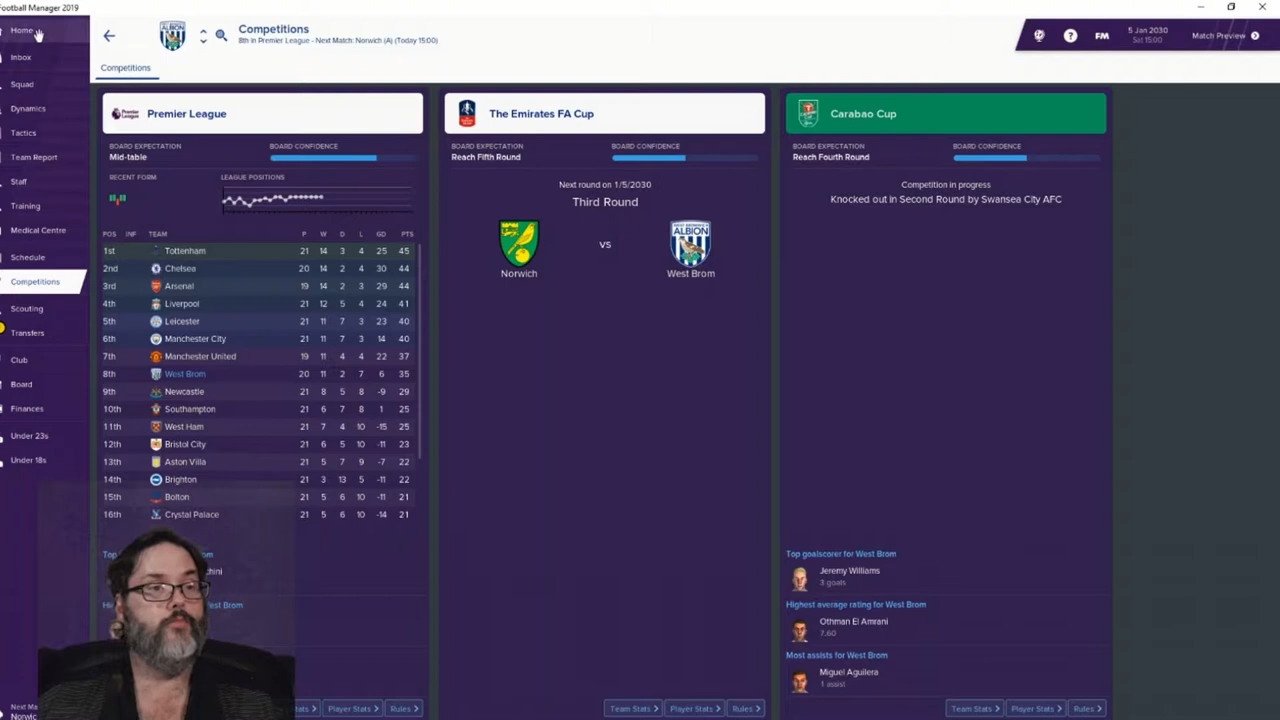 Football Manager 2019
Home
Inbox
Squad
Dynamics
Tactics
Team Report
Staff
Training
Medical Centre
Schedule
Competitions
Scouting
Transfers
Club
Board
Finances
Under 23s
Under 18s
Competitions
8th in Premier League - Next Match: Norwich (A) (Today 15:00)
FM
5 Jan 2030
Sat 15:00
Match Preview
Competitions
Premier League
BOARD EXPECTATION BOARD CONFIDENCE
Mid-table
RECENT FORM LEAGUE POSITIONS
POS INF TEAM P W D L GD PTS
1st Tottenham 21 14 3 4 25 45
2nd Chelsea 20 14 2 4 30 44
3rd Arsenal 19 14 2 3 29 44
4th Liverpool 21 12 5 4 24 41
5th Leicester 21 11 7 3 23 40
6th Manchester City 21 11 7 3 14 40
7th Manchester United 19 11 4 4 22 37
8th West Brom 20 11 2 7 6 35
9th Newcastle 21 8 5 8 -9 29
10th Southampton 21 6 7 8 1 25
11th West Ham 21 7 4 10 -15 25
12th Bristol City 21 6 5 10 -11 23
13th Aston Villa 21 5 7 9 -7 22
14th Brighton 21 3 13 5 -11 22
15th Bolton 21 5 6 10 -11 21
16th Crystal Palace 21 5 6 10 -14 21
Brom
West Brom
Player Stats Rules
The Emirates FA Cup
BOARD EXPECTATION BOARD CONFIDENCE
Reach Fifth Round
Next round on 1/5/2030
Third Round
Norwich vs West Brom
Team Stats Player Stats Rules
Carabao Cup
BOARD EXPECTATION BOARD CONFIDENCE
Reach Fourth Round
Competition in progress
Knocked out in Second Round by Swansea City AFC
Top goalscorer for West Brom
Jeremy Williams
3 goals
Highest average rating for West Brom
Othman El Amrani
7.60
Most assists for West Brom
Miguel Aguilera
1 assist
Team Stats Player Stats Rules